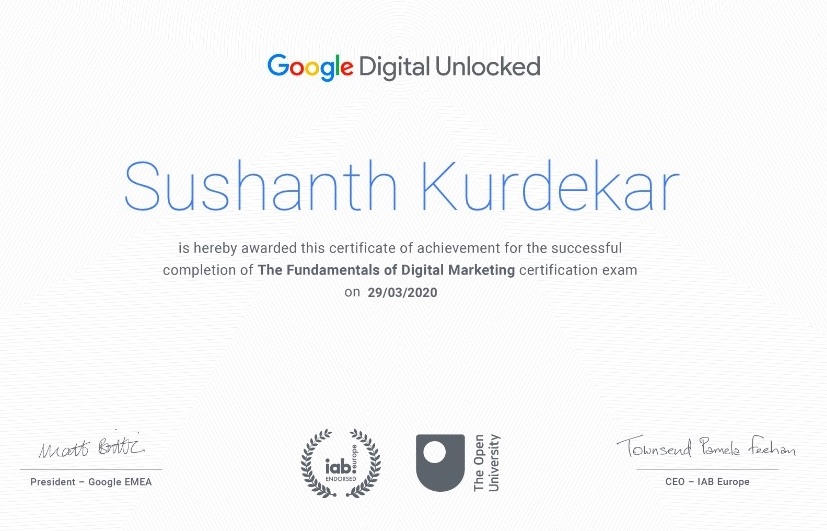 Google Digital Unlocked
Sushanth Kurdekar
is hereby awarded this certificate of achievement for the successful
completion of The Fundamentals of Digital Marketing certification exam
on 29/03/2020
Matt
President – Google EMEA
iab.
europe
ENDORSED
The Open
University
Townsend Pamela Feehan
CEO – IAB Europe